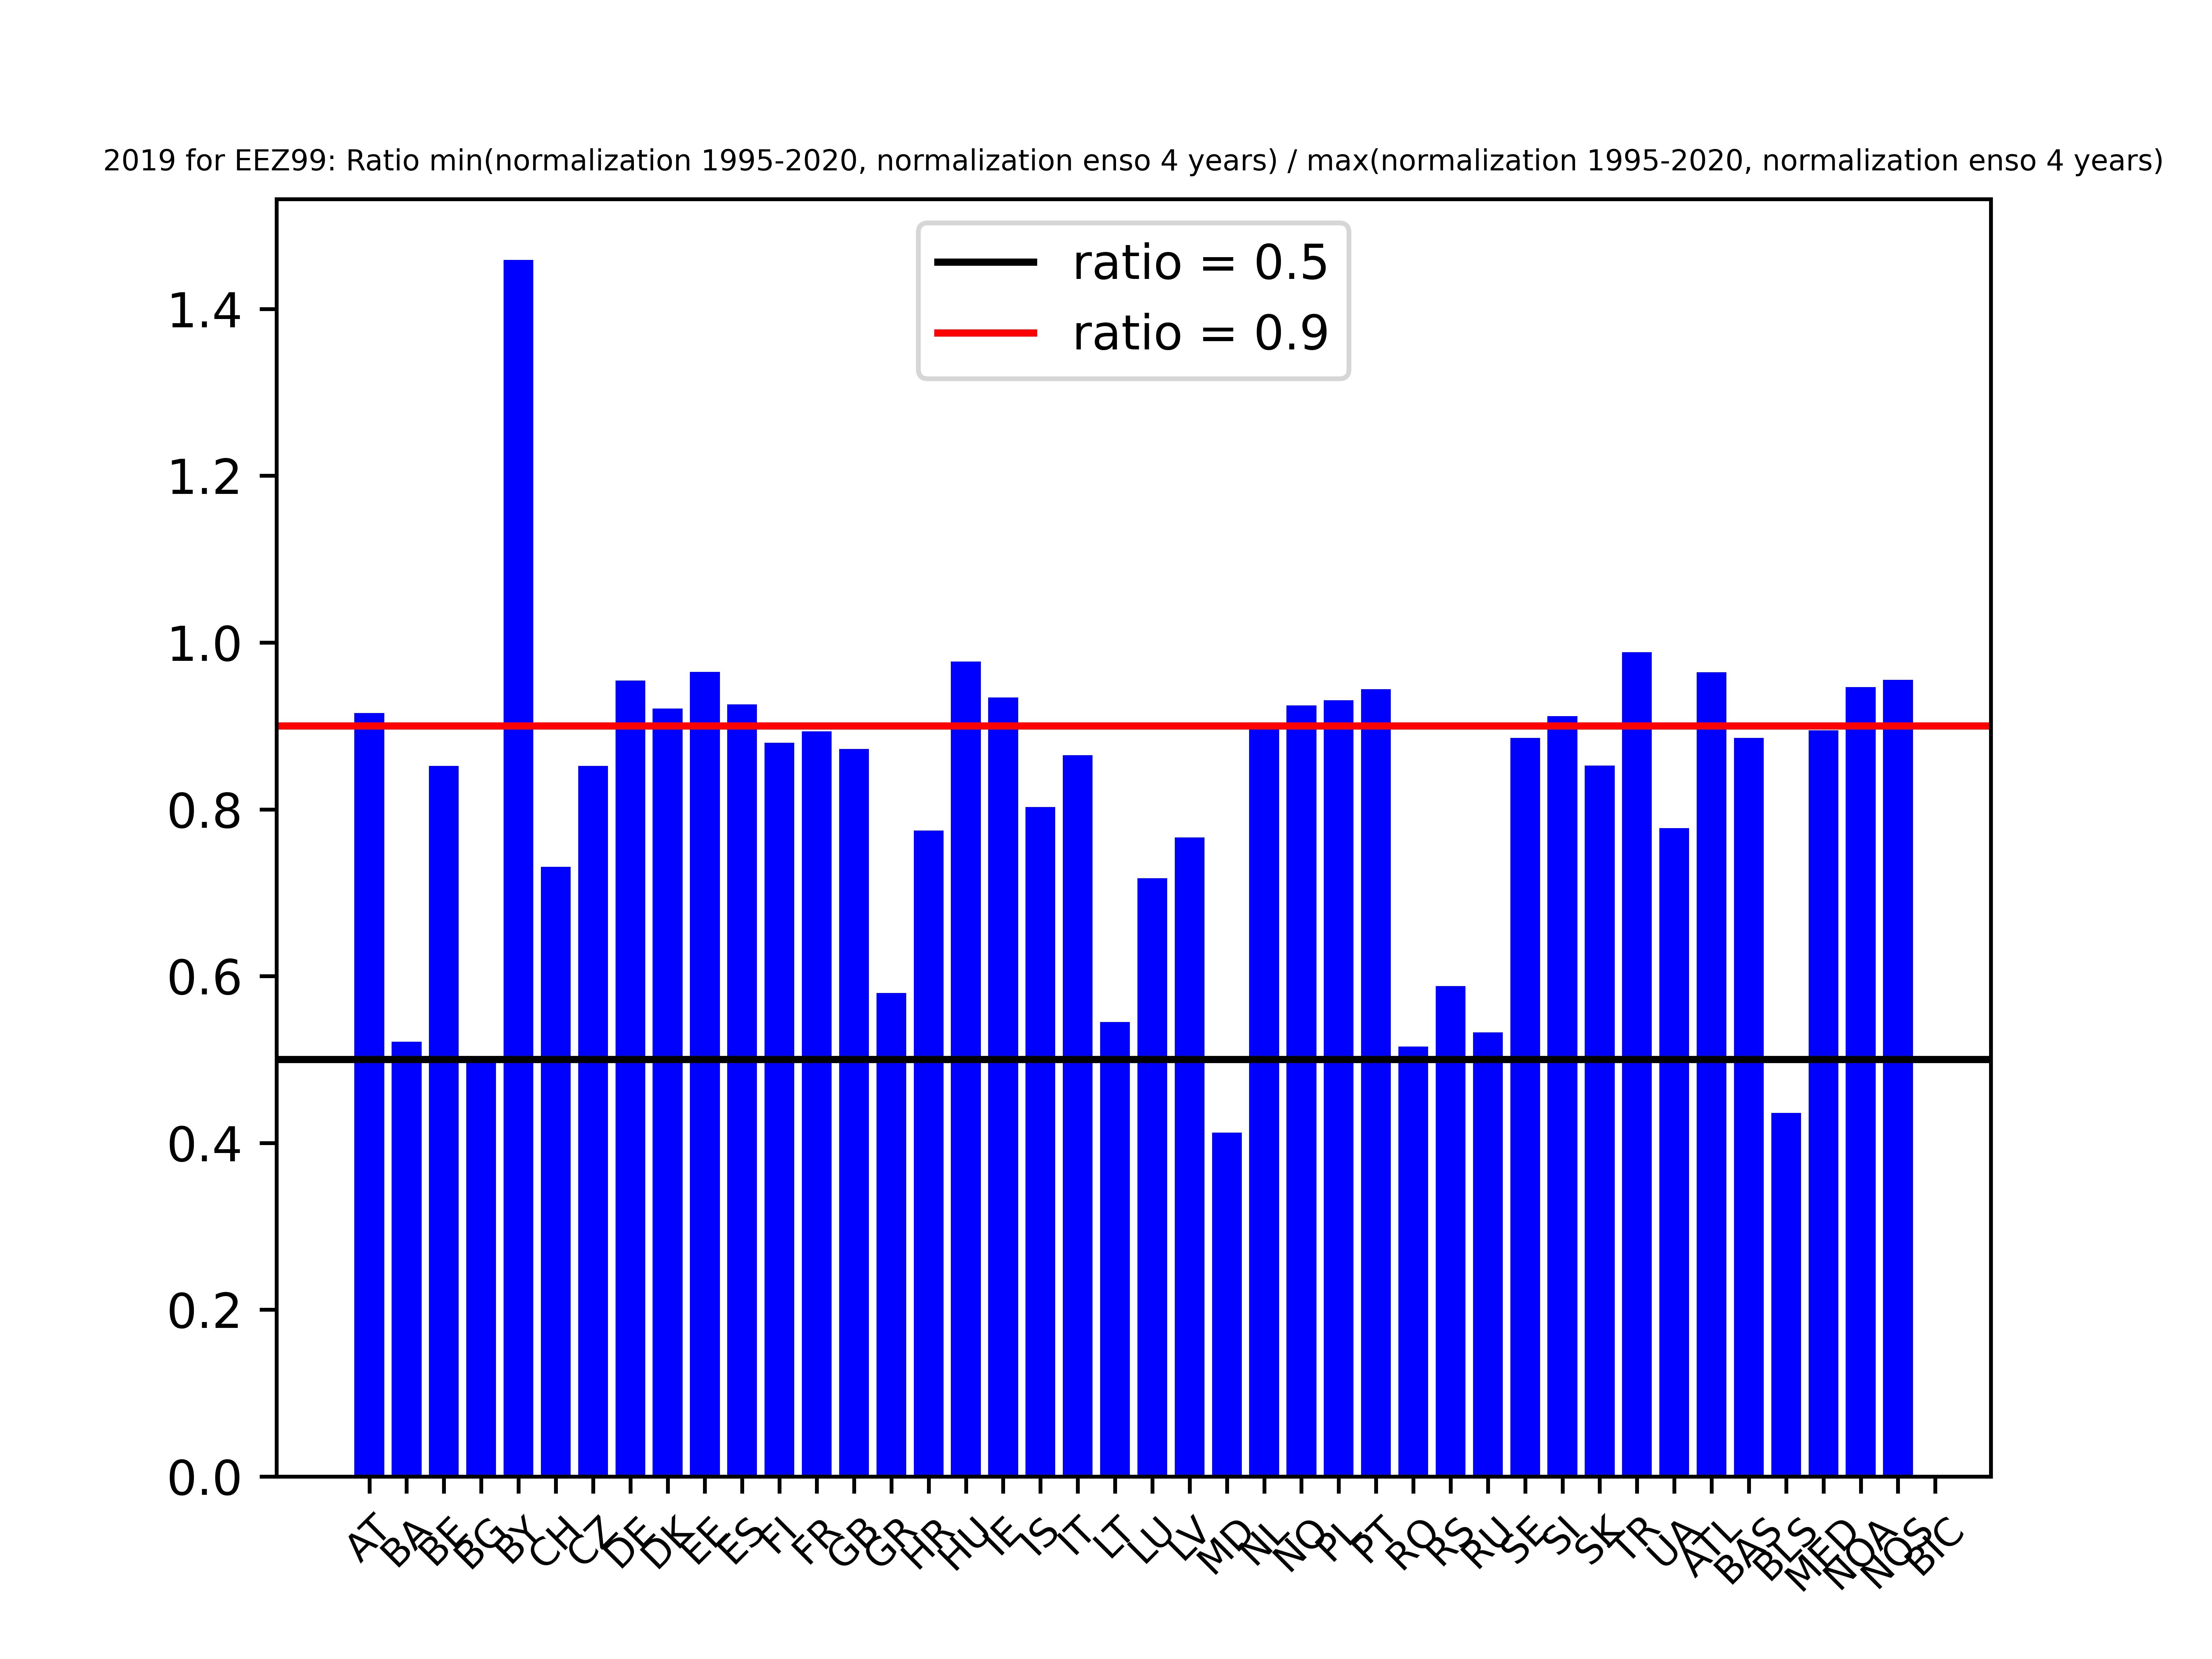 2019 for EEZ99: Ratio min(normalization 1995-2020, normalization enso 4 years) / max(normalization 1995-2020, normalization enso 4 years)
ratio = 0.5
ratio = 0.9
1.4
1.2
1.0
0.8
0.6
0.4
0.2
0.0
AT BA BE BG BY CH CZ DE DK EE ES FI FR GB GR HR HU IE IS IT LT LU LV MD NL NO PL PT RO RS RU SE SI SK TR UA ATL BAS BLS MED NOA NOS BIC